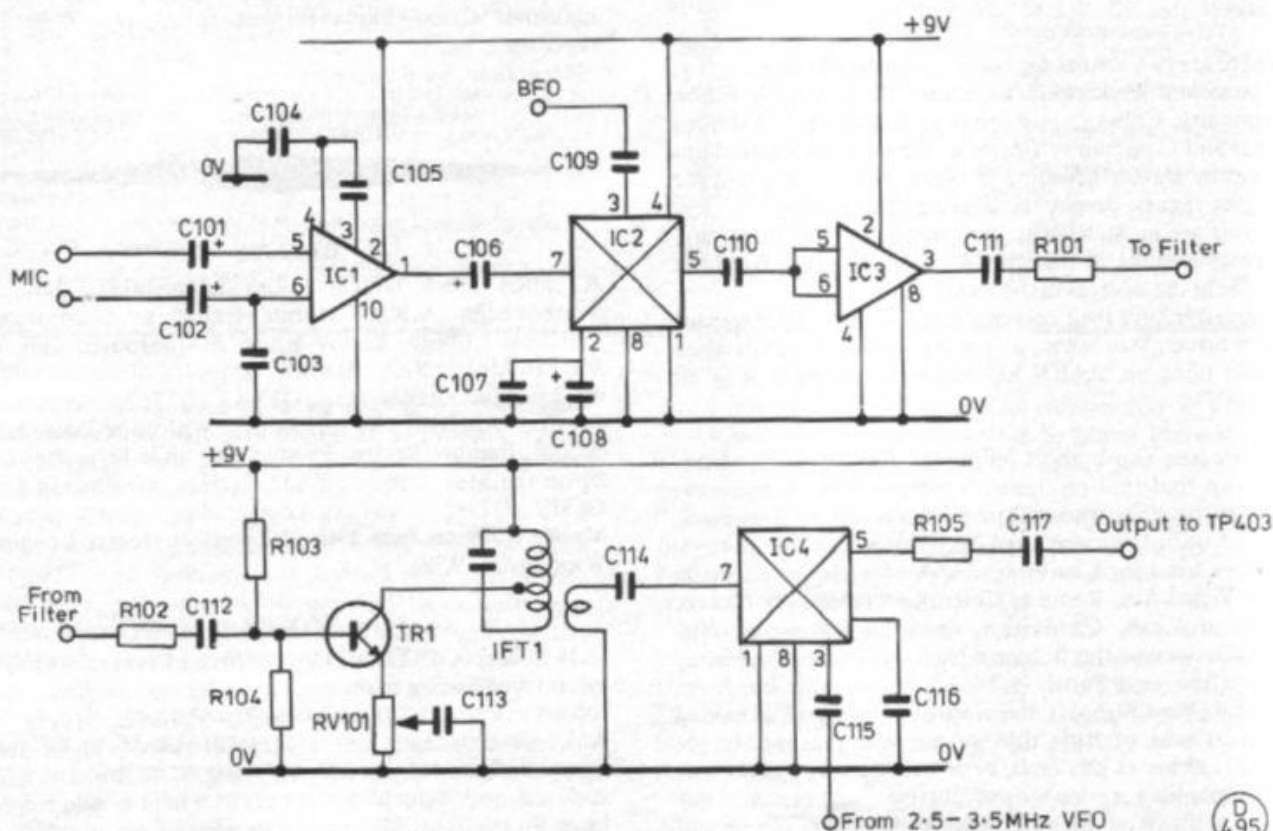 +9V
BFO
C104
0V
C105
C109
4
3
3
4
2
C101
+
5
IC1
1
C106
+
7
IC2
5
C110
5
6
IC3
2
3
C111
R101
To Filter
MIC
C102
+
6
10
2
8
1
4
8
C103
C107
+
C108
0V
+9V
R103
From
Filter
R102
C112
TR1
IFT1
C114
7
IC4
5
R105
C117
Output to TP403
1
8
3
R104
RV101
C113
C115
C116
0V
0V
From 2·5-3·5MHz VFO
D
495